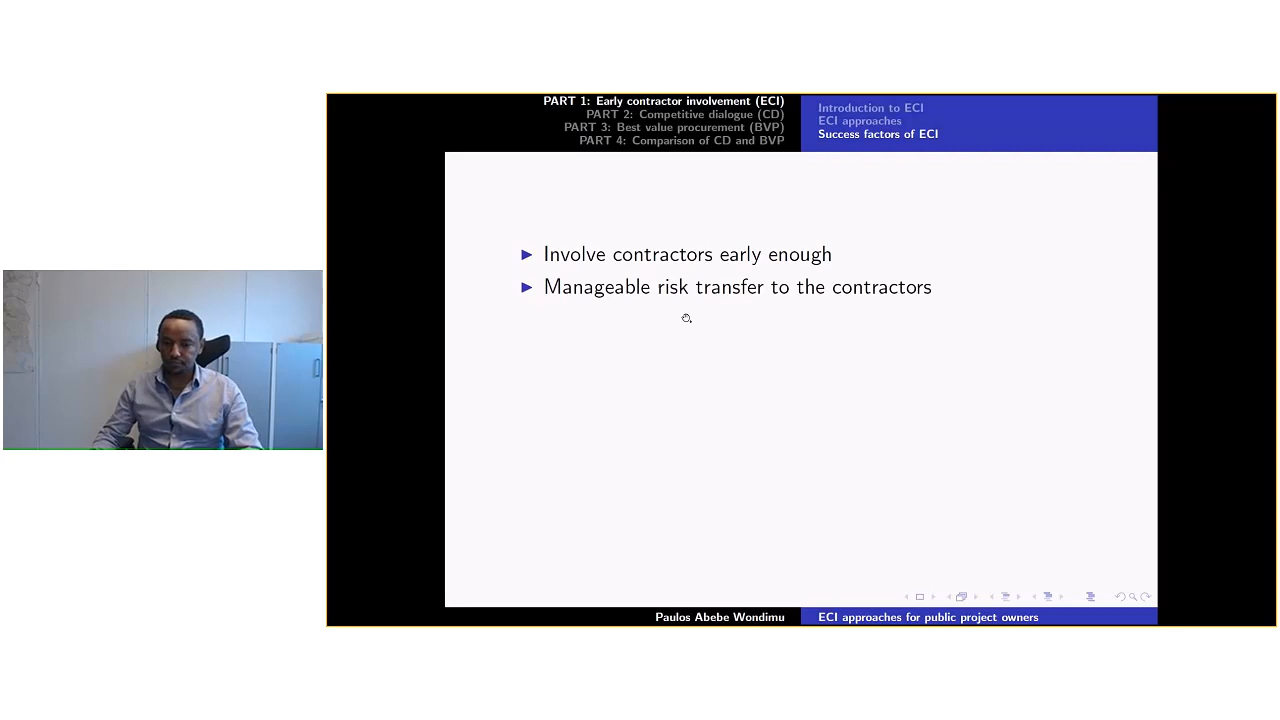 PART 1: Early contractor involvement (ECI)
PART 2: Competitive dialogue (CD)
PART 3: Best value procurement (BVP)
PART 4: Comparison of CD and BVP
Introduction to ECI
ECI approaches
Success factors of ECI
Involve contractors early enough
Manageable risk transfer to the contractors
Paulos Abebe Wondimu
ECI approaches for public project owners